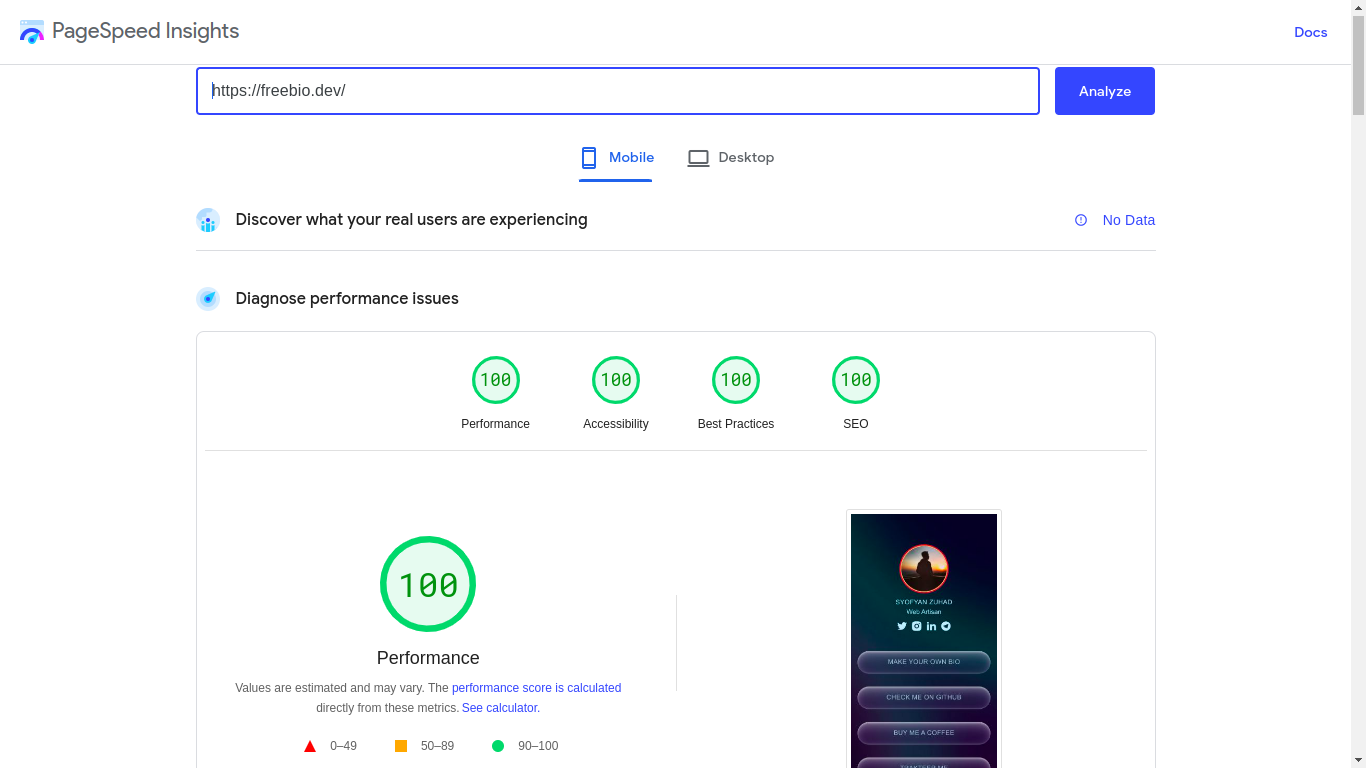 PageSpeed Insights
Docs
https://freebio.dev/
Analyze
Mobile
Desktop
Discover what your real users are experiencing
No Data
Diagnose performance issues
100
100
100
100
Performance
Accessibility
Best Practices
SEO
100
Performance
Values are estimated and may vary. The performance score is calculated
directly from these metrics. See calculator.
0–49
50–89
90–100
SYOFYAN ZUHAD
Web Artisan
MAKE YOUR OWN BIO
CHECK ME ON GITHUB
BUY ME A COFFEE